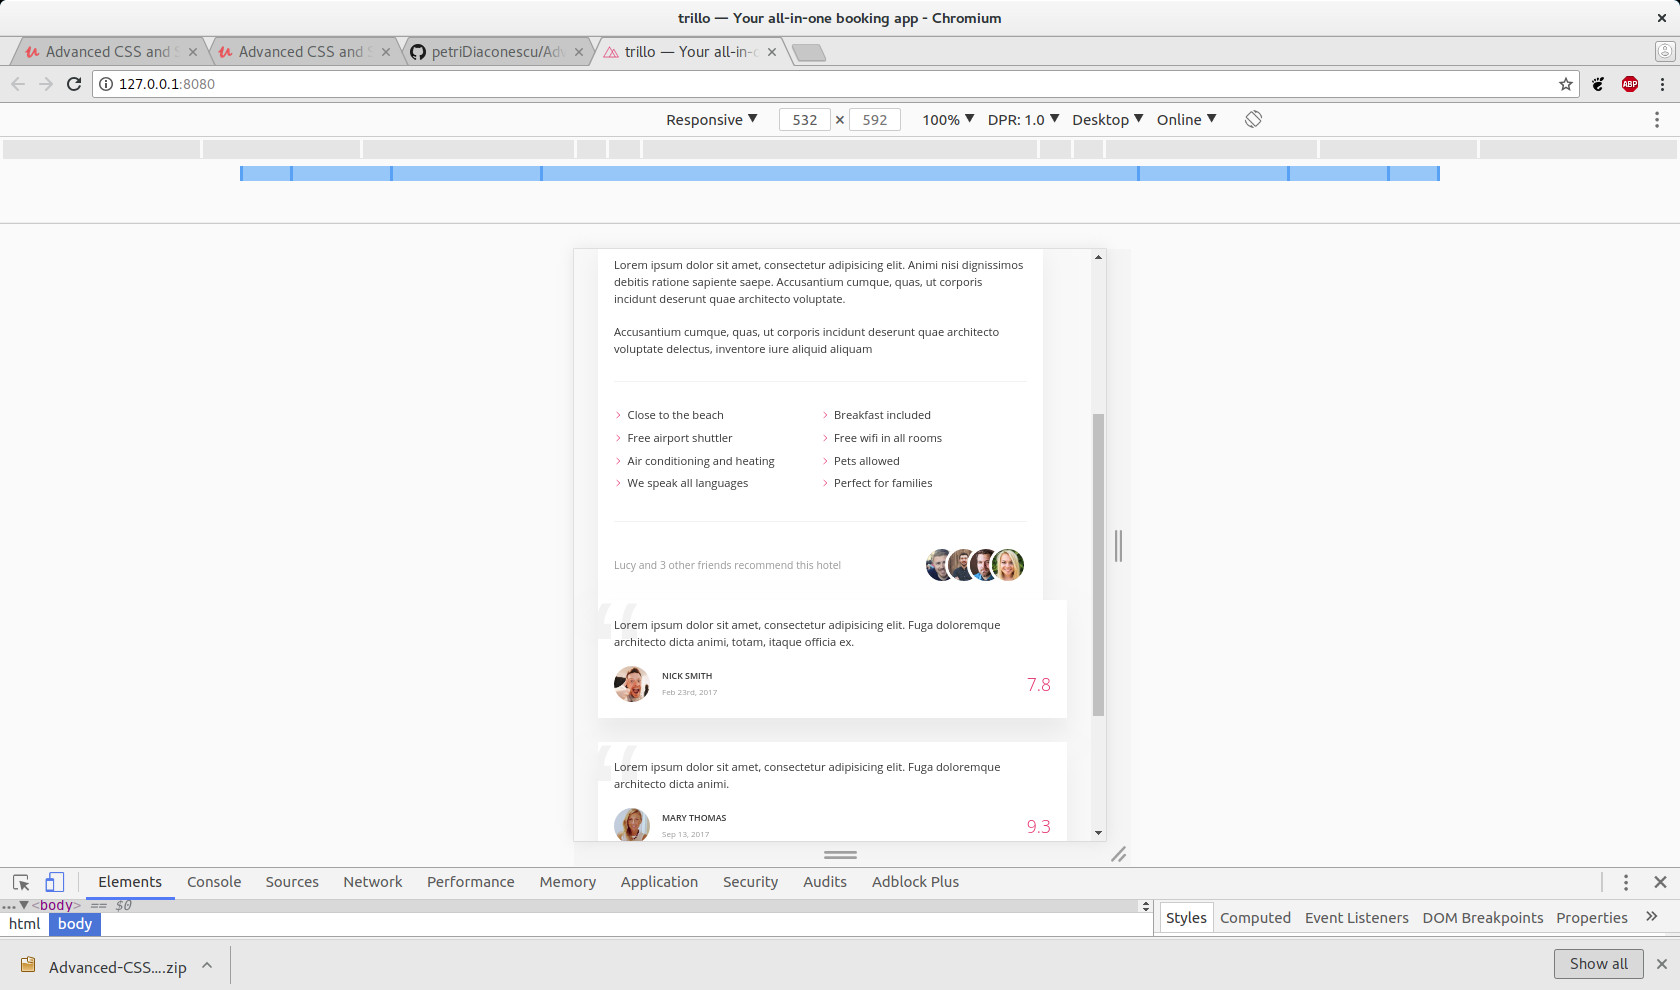 trillo — Your all-in-one booking app - Chromium
Advanced CSS and S
Advanced CSS and S
petriDiaconescu/Adv
trillo — Your all-in-o
127.0.0.1:8080
ABP
Responsive ▼ 532 × 592 100% ▼ DPR: 1.0 ▼ Desktop ▼ Online ▼
Lorem ipsum dolor sit amet, consectetur adipisicing elit. Animi nisi dignissimos
debitis ratione sapiente saepe. Accusantium cumque, quas, ut corporis
incidunt deserunt quae architecto voluptate.
Accusantium cumque, quas, ut corporis incidunt deserunt quae architecto
voluptate delectus, inventore iure aliquid aliquam
Close to the beach
Breakfast included
Free airport shuttler
Free wifi in all rooms
Air conditioning and heating
Pets allowed
We speak all languages
Perfect for families
Lucy and 3 other friends recommend this hotel
“
Lorem ipsum dolor sit amet, consectetur adipisicing elit. Fuga doloremque
architecto dicta animi, totam, itaque officia ex.
NICK SMITH
Feb 23rd, 2017
7.8
“
Lorem ipsum dolor sit amet, consectetur adipisicing elit. Fuga doloremque
architecto dicta animi.
MARY THOMAS
Sep 13, 2017
9.3
Elements Console Sources Network Performance Memory Application Security Audits Adblock Plus
...▼<body> == $0
html body
Styles Computed Event Listeners DOM Breakpoints Properties »
Advanced-CSS....zip
Show all